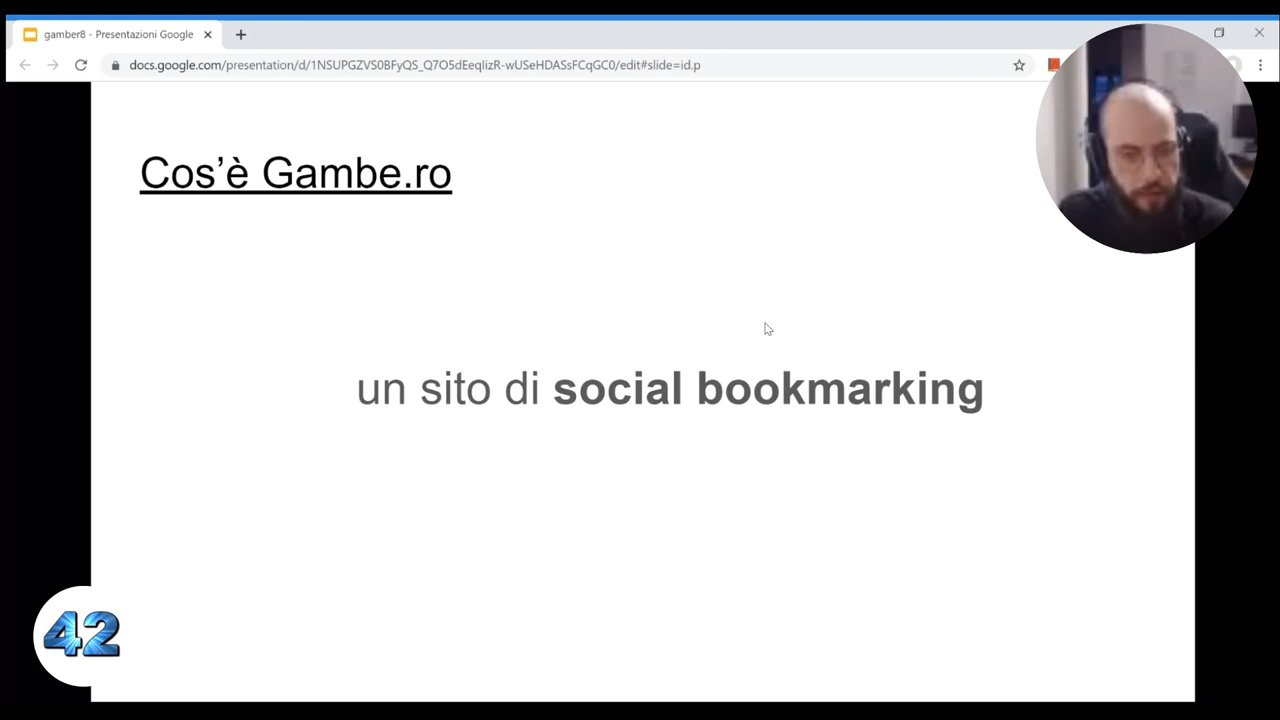 gamber8 - Presentazioni Google
docs.google.com/presentation/d/1NSUPGZVS0BFyQS_Q7O5dEeqIizR-wUSeHDASsFCqGC0/edit#slide=id.p
Cos'è Gambe.ro
un sito di social bookmarking
42